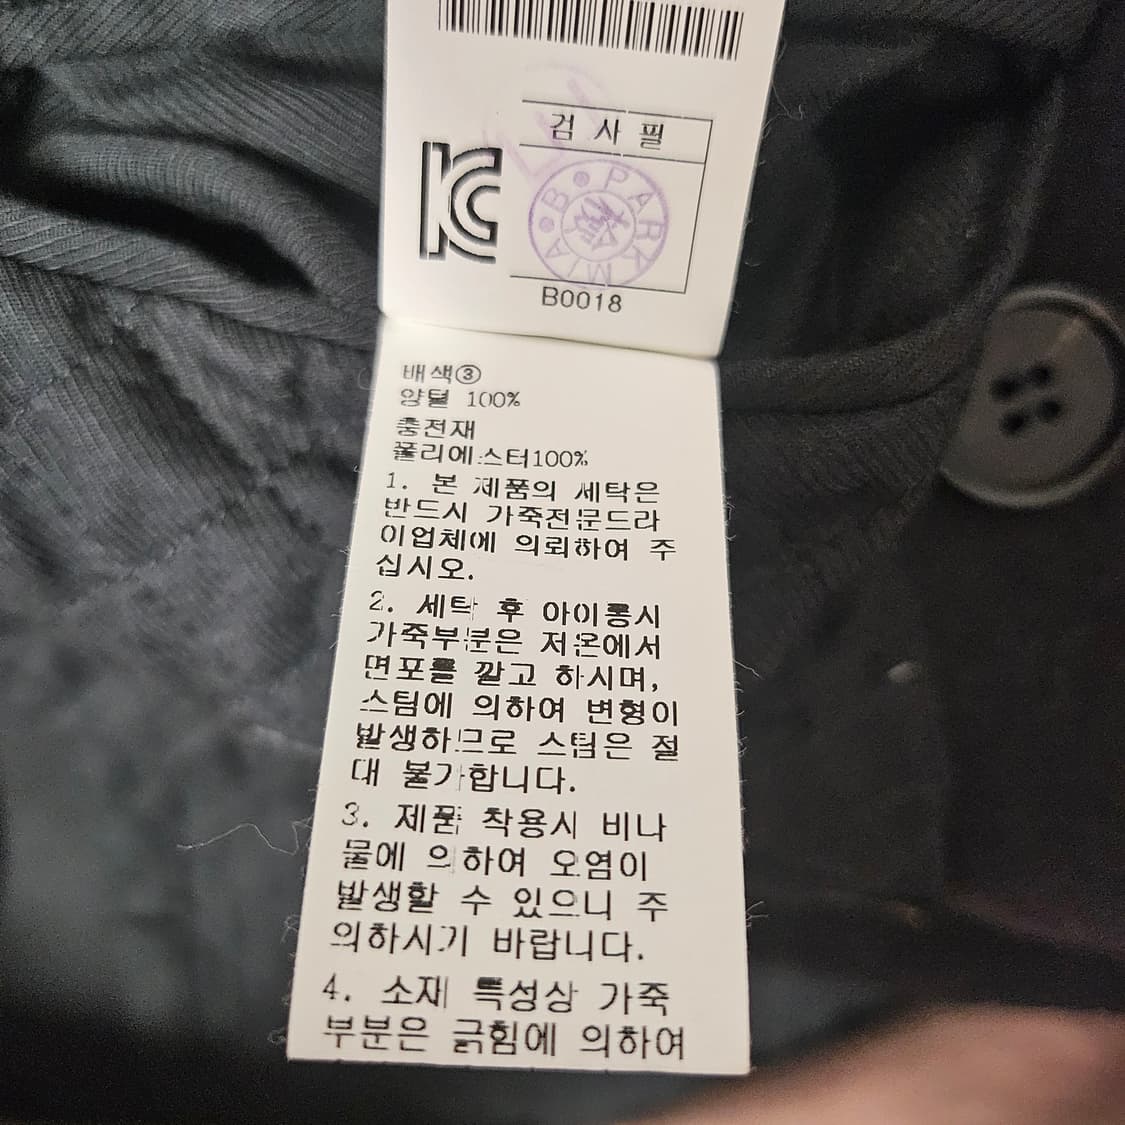 검사필
KC
B·PARKMIA·
B0018
배색③
양털 100%
충전재
폴리에스터100%
1. 본 제품의 세탁은
반드시 가죽전문드라
이업체에 의뢰하여 주
십시오.
2. 세탁 후 아이롱시
가죽부분은 저온에서
면포를 깔고 하시며,
스팀에 의하여 변형이
발생하므로 스팀은 절
대 불가합니다.
3. 제품 착용시 비나
물에 의하여 오염이
발생할 수 있으니 주
의하시기 바랍니다.
4. 소재 특성상 가죽
부분은 긁힘에 의하여